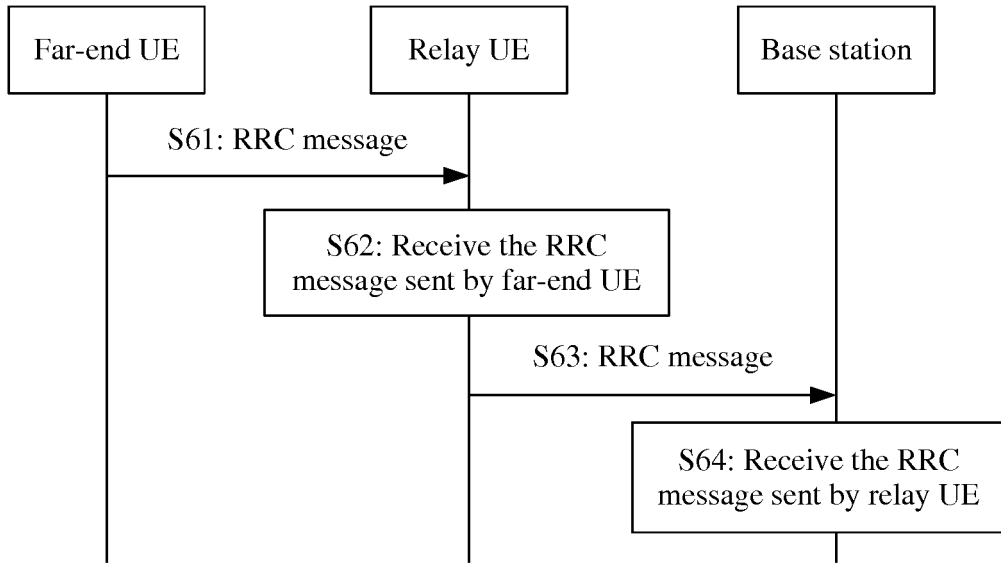 Far-end UE
Relay UE
Base station
S61: RRC message
S62: Receive the RRC
message sent by far-end UE
S63: RRC message
S64: Receive the RRC
message sent by relay UE